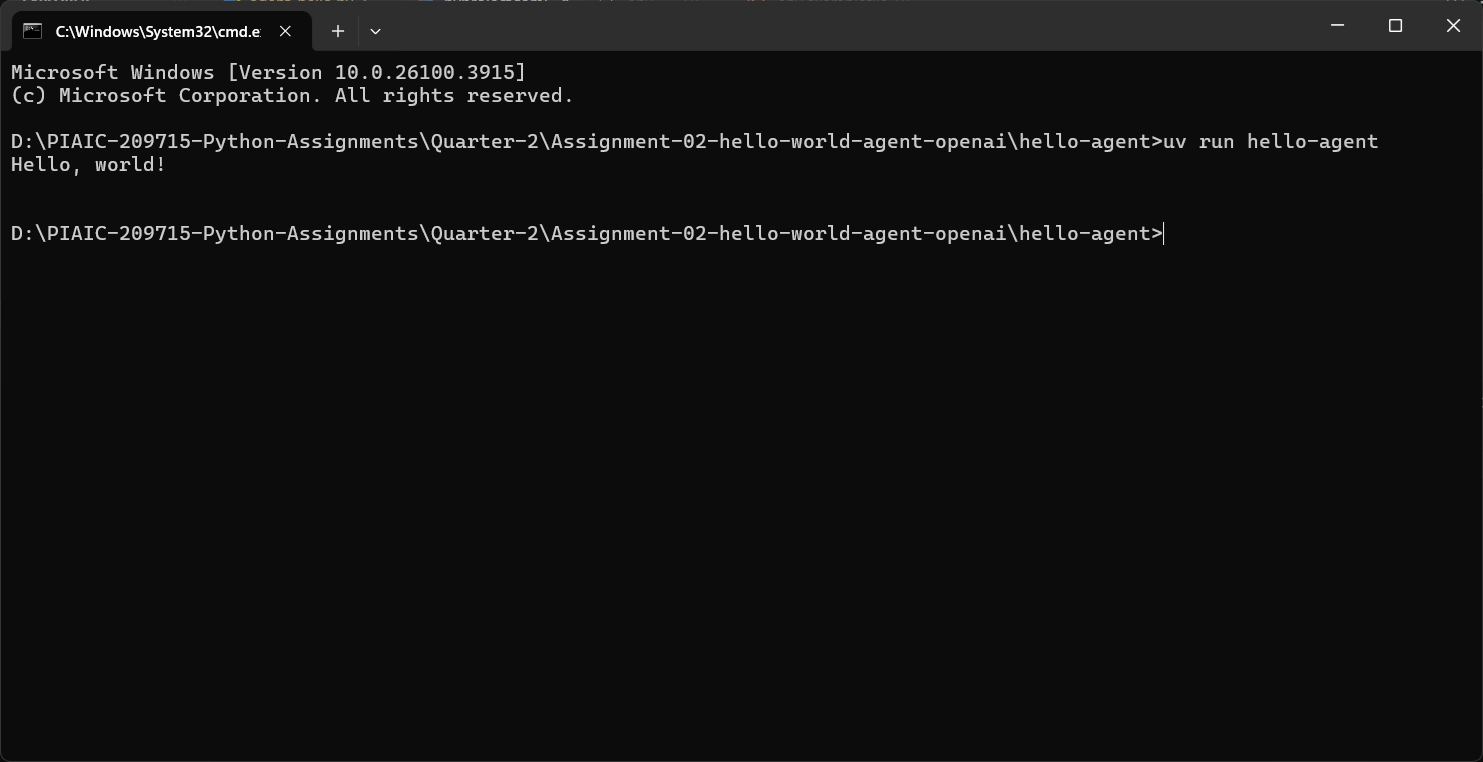 C:\Windows\System32\cmd.e
Microsoft Windows [Version 10.0.26100.3915]
(c) Microsoft Corporation. All rights reserved.
D:\PIAIC-209715-Python-Assignments\Quarter-2\Assignment-02-hello-world-agent-openai\hello-agent>uv run hello-agent
Hello, world!
D:\PIAIC-209715-Python-Assignments\Quarter-2\Assignment-02-hello-world-agent-openai\hello-agent>